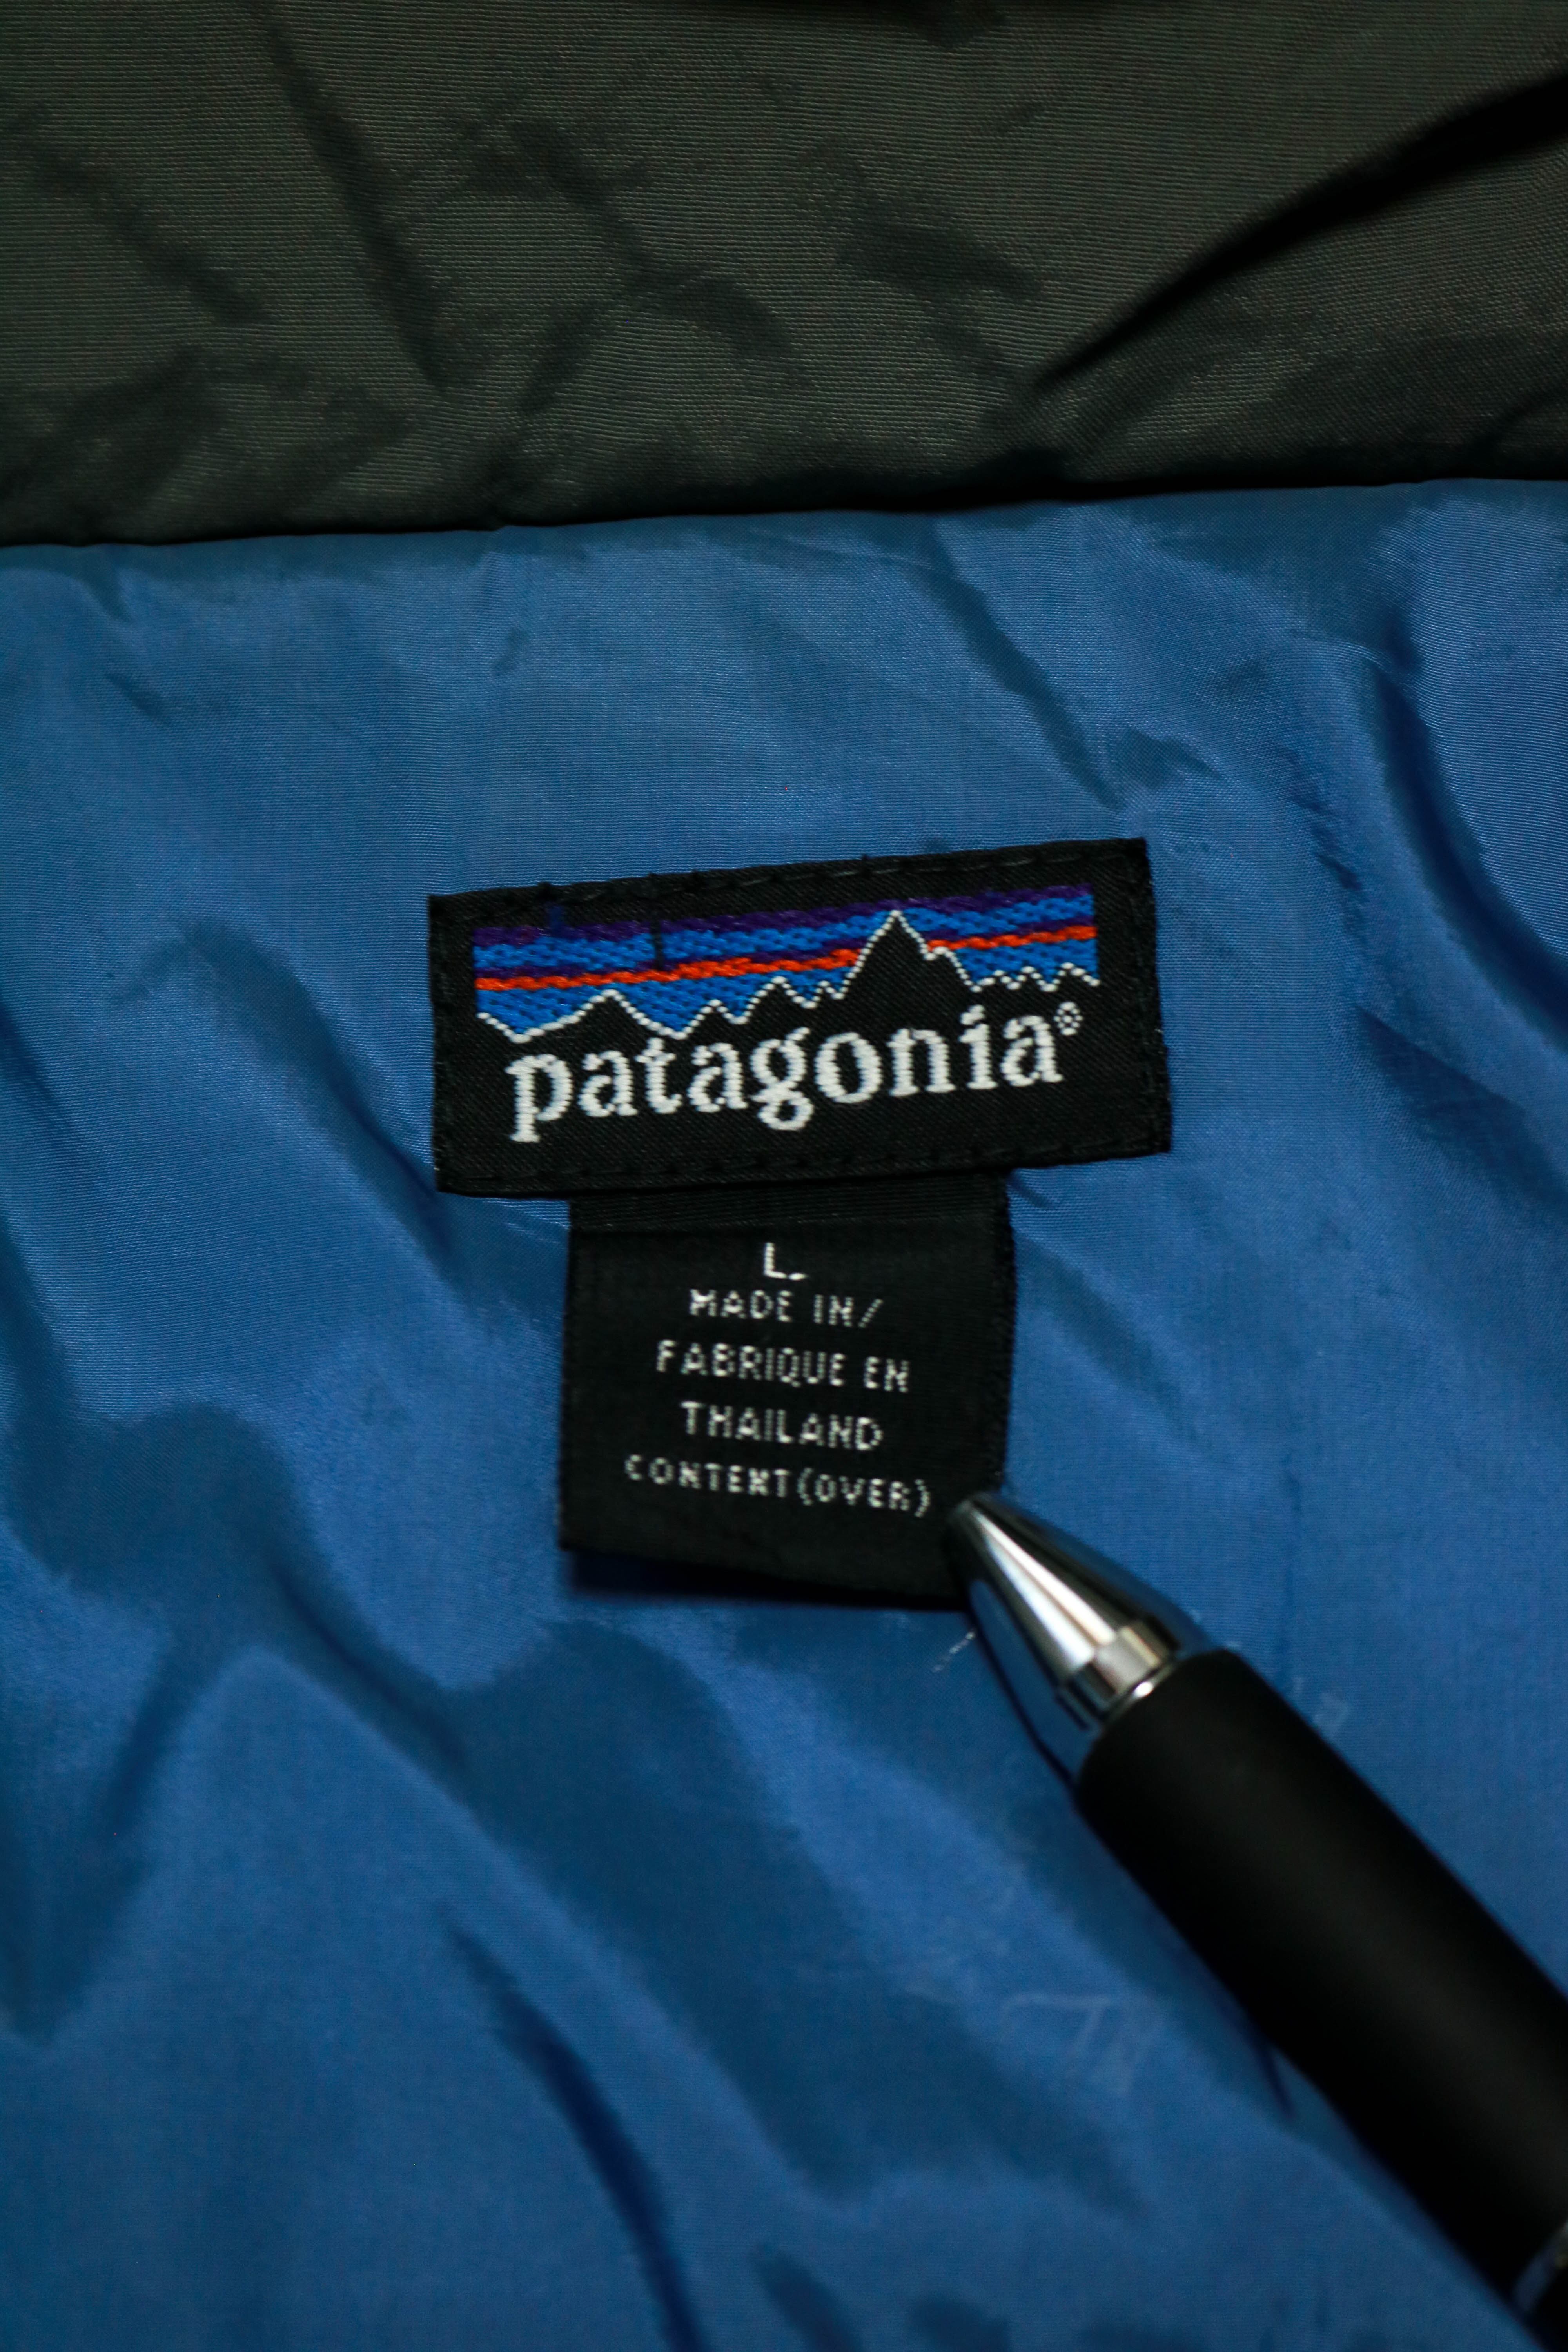 patagonia®
L
MADE IN/
FABRIQUE EN
THAILAND
CONTENT(OVER)